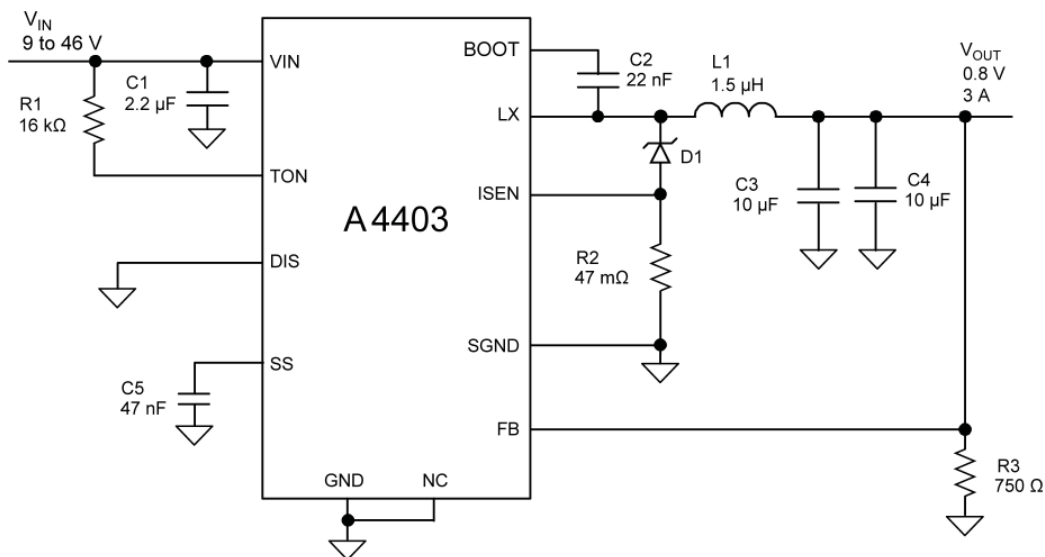 V_IN
9 to 46 V
R1
16 kΩ
C1
2.2 µF
VIN
TON
DIS
SS
C5
47 nF
A4403
GND
NC
BOOT
LX
ISEN
SGND
FB
C2
22 nF
L1
1.5 µH
D1
R2
47 mΩ
C3
10 µF
C4
10 µF
V_OUT
0.8 V
3 A
R3
750 Ω